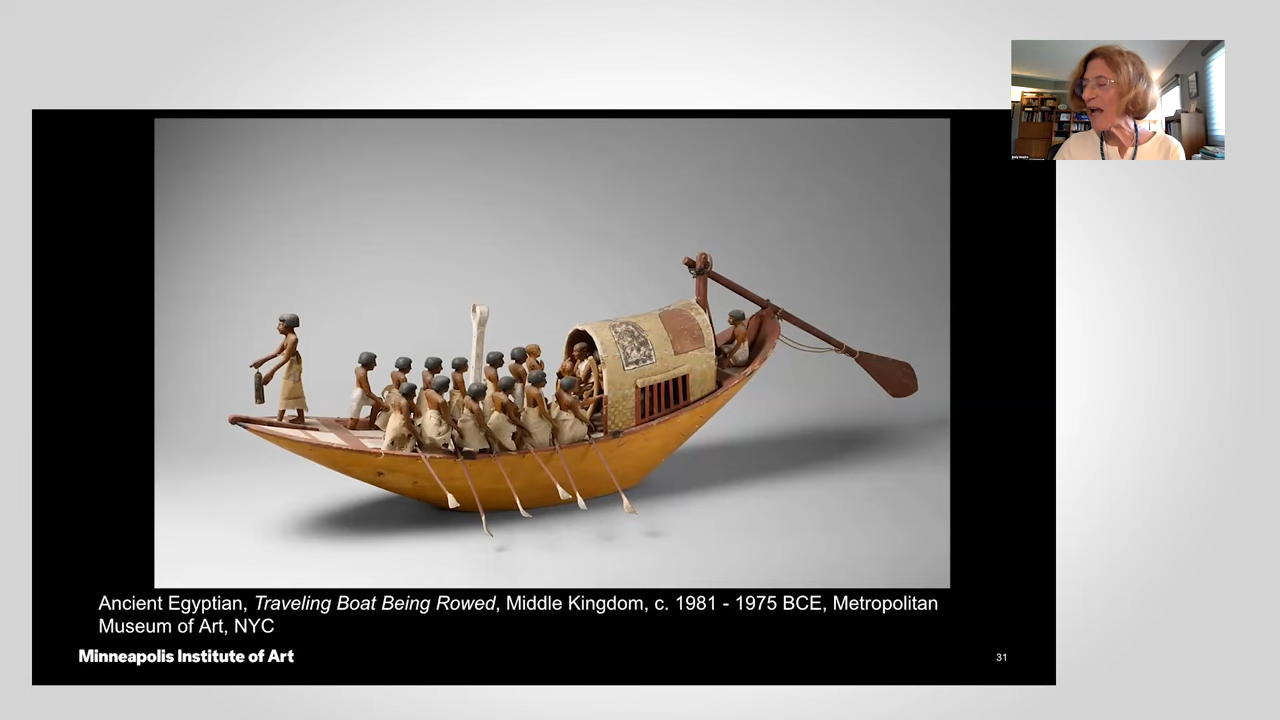 Ancient Egyptian, Traveling Boat Being Rowed, Middle Kingdom, c. 1981 - 1975 BCE, Metropolitan
Museum of Art, NYC
Minneapolis Institute of Art
31